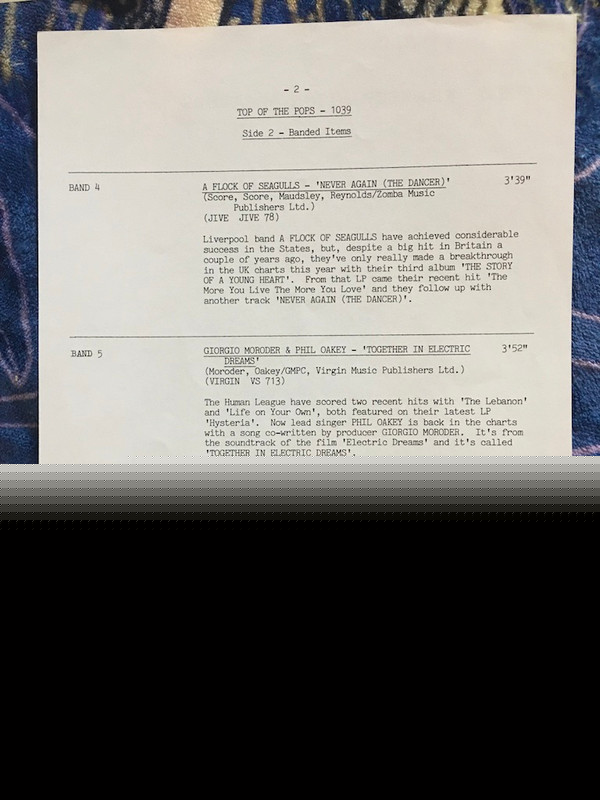 - 2 -
TOP OF THE POPS - 1039
Side 2 - Banded Items
BAND 4
A FLOCK OF SEAGULLS - 'NEVER AGAIN (THE DANCER)'
3'39"
(Score, Score, Maudsley, Reynolds/Zomba Music
Publishers Ltd.)
(JIVE JIVE 78)
Liverpool band A FLOCK OF SEAGULLS have achieved considerable
success in the States, but, despite a big hit in Britain a
couple of years ago, they've only really made a breakthrough
in the UK charts this year with their third album 'THE STORY
OF A YOUNG HEART'. From that LP came their recent hit 'The
More You Live The More You Love' and they follow up with
another track 'NEVER AGAIN (THE DANCER)'.
BAND 5
GIORGIO MORODER & PHIL OAKEY - 'TOGETHER IN ELECTRIC
3'52"
DREAMS'
(Moroder, Oakey/GMPC, Virgin Music Publishers Ltd.)
(VIRGIN VS 713)
The Human League have scored two recent hits with 'The Lebanon'
and 'Life on Your Own', both featured on their latest LP
'Hysteria'. Now lead singer PHIL OAKEY is back in the charts
with a song co-written by producer GIORGIO MORODER. It's from
the soundtrack of the film 'Electric Dreams' and it's called
'TOGETHER IN ELECTRIC DREAMS'.